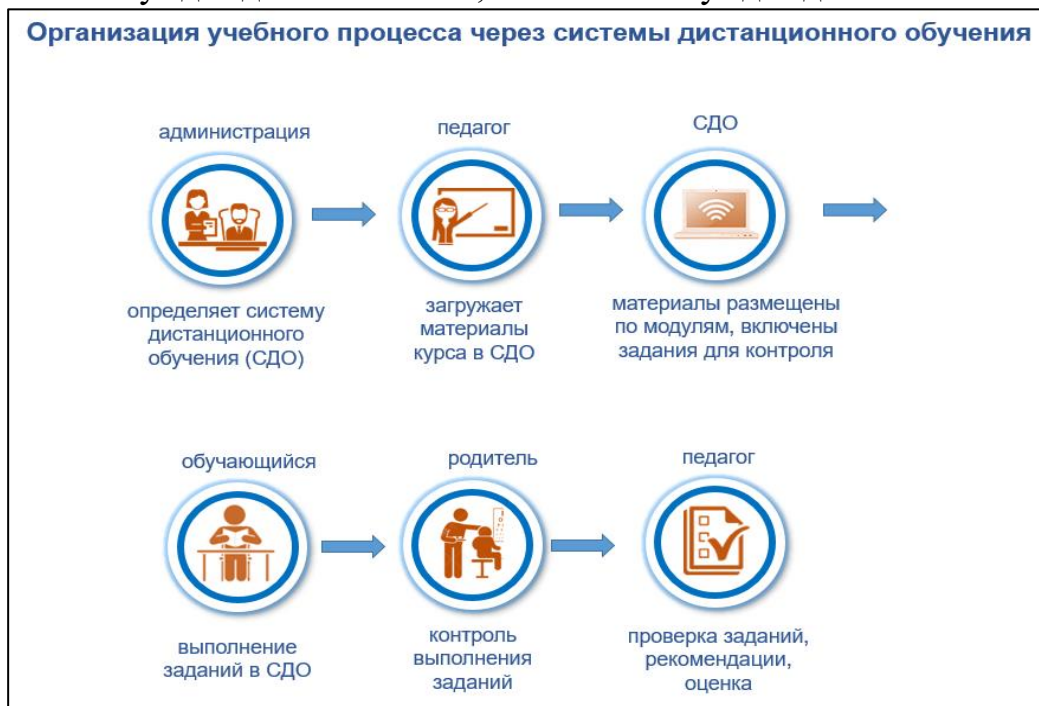 Организация учебного процесса через системы дистанционного обучения
администрация
определяет систему
дистанционного
обучения (СДО)
педагог
загружает
материалы
курса в СДО
СДО
материалы размещены
по модулям, включены
задания для контроля
обучающийся
выполнение
заданий в СДО
родитель
контроль
выполнения
заданий
педагог
проверка заданий,
рекомендации,
оценка